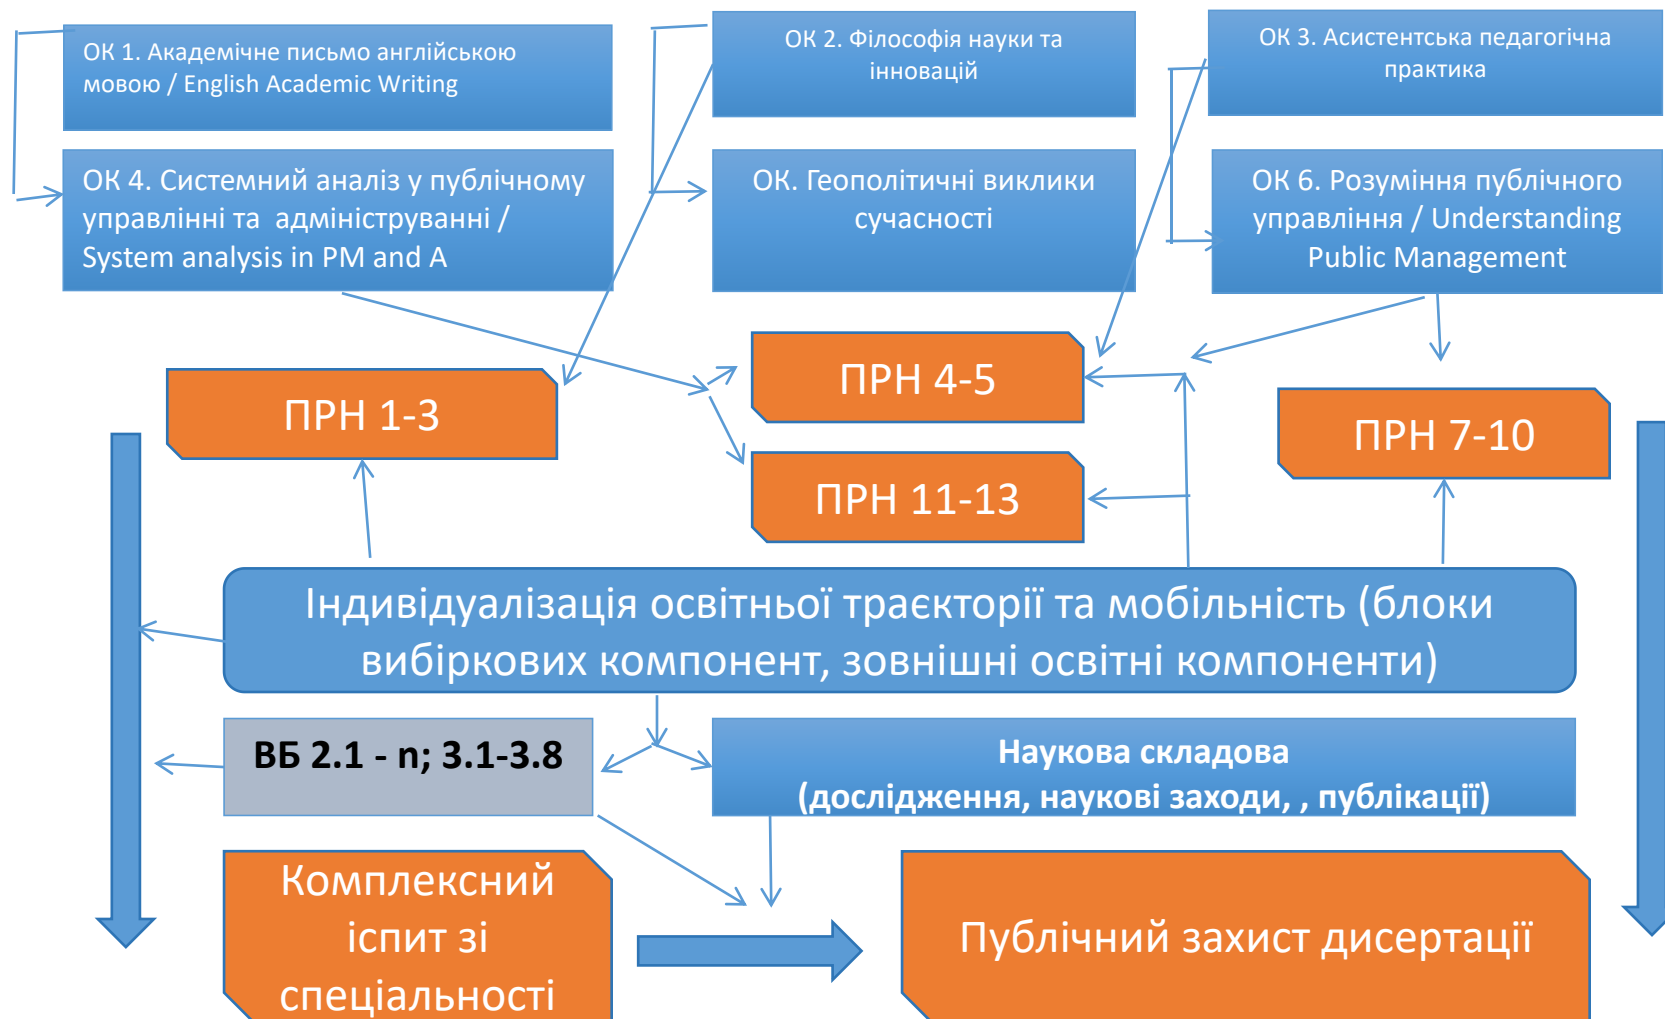 ОК 1. Академічне письмо англійською
мовою / English Academic Writing
ОК 2. Філософія науки та
інновацій
ОК 3. Асистентська педагогічна
практика
ОК 4. Системний аналіз у публічному
управлінні та адмініструванні /
System analysis in PM and A
ОК. Геополітичні виклики
сучасності
ОК 6. Розуміння публічного
управління / Understanding
Public Management
ПРН 1-3
ПРН 4-5
ПРН 7-10
ПРН 11-13
Індивідуалізація освітньої траєкторії та мобільність (блоки
вибіркових компонент, зовнішні освітні компоненти)
ВБ 2.1 - n; 3.1-3.8
Наукова складова
(дослідження, наукові заходи, , публікації)
Комплексний
іспит зі
спеціальності
Публічний захист дисертації